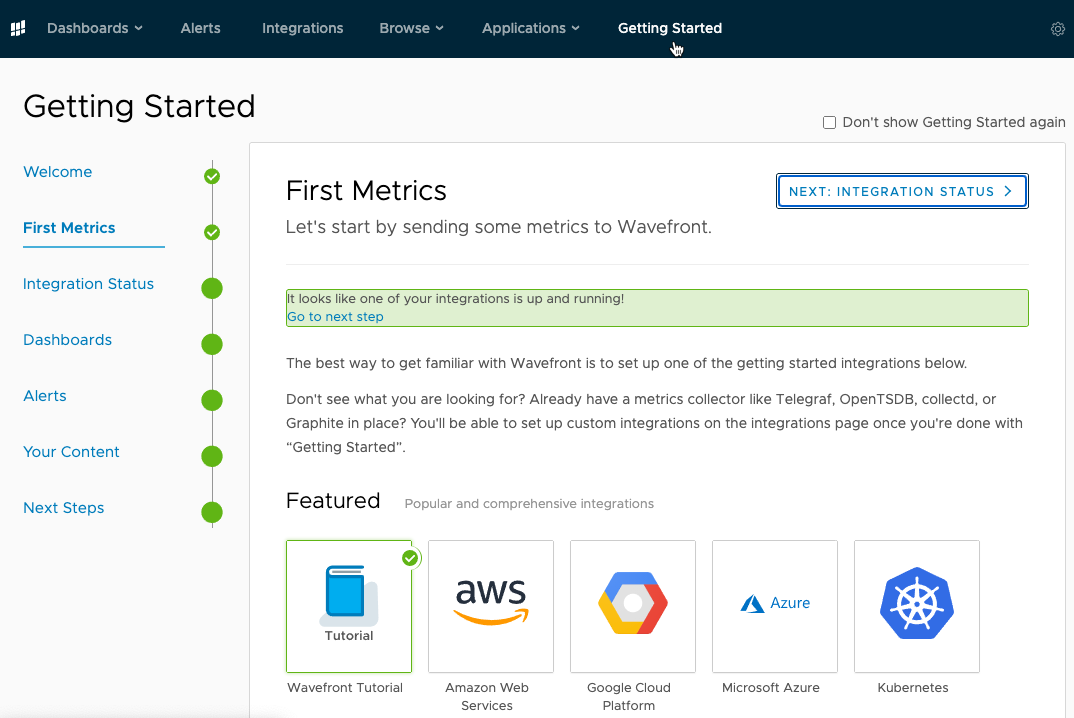 Dashboards
Alerts
Integrations
Browse
Applications
Getting Started
Getting Started
Don't show Getting Started again
Welcome
First Metrics
Integration Status
Dashboards
Alerts
Your Content
Next Steps
First Metrics
NEXT: INTEGRATION STATUS
Let's start by sending some metrics to Wavefront.
It looks like one of your integrations is up and running!
Go to next step
The best way to get familiar with Wavefront is to set up one of the getting started integrations below.
Don't see what you are looking for? Already have a metrics collector like Telegraf, OpenTSDB, collectd, or
Graphite in place? You'll be able to set up custom integrations on the integrations page once you're done with
“Getting Started”.
Featured
Popular and comprehensive integrations
Tutorial
Wavefront Tutorial
aws
Amazon Web
Services
Google Cloud
Platform
Azure
Microsoft Azure
Kubernetes